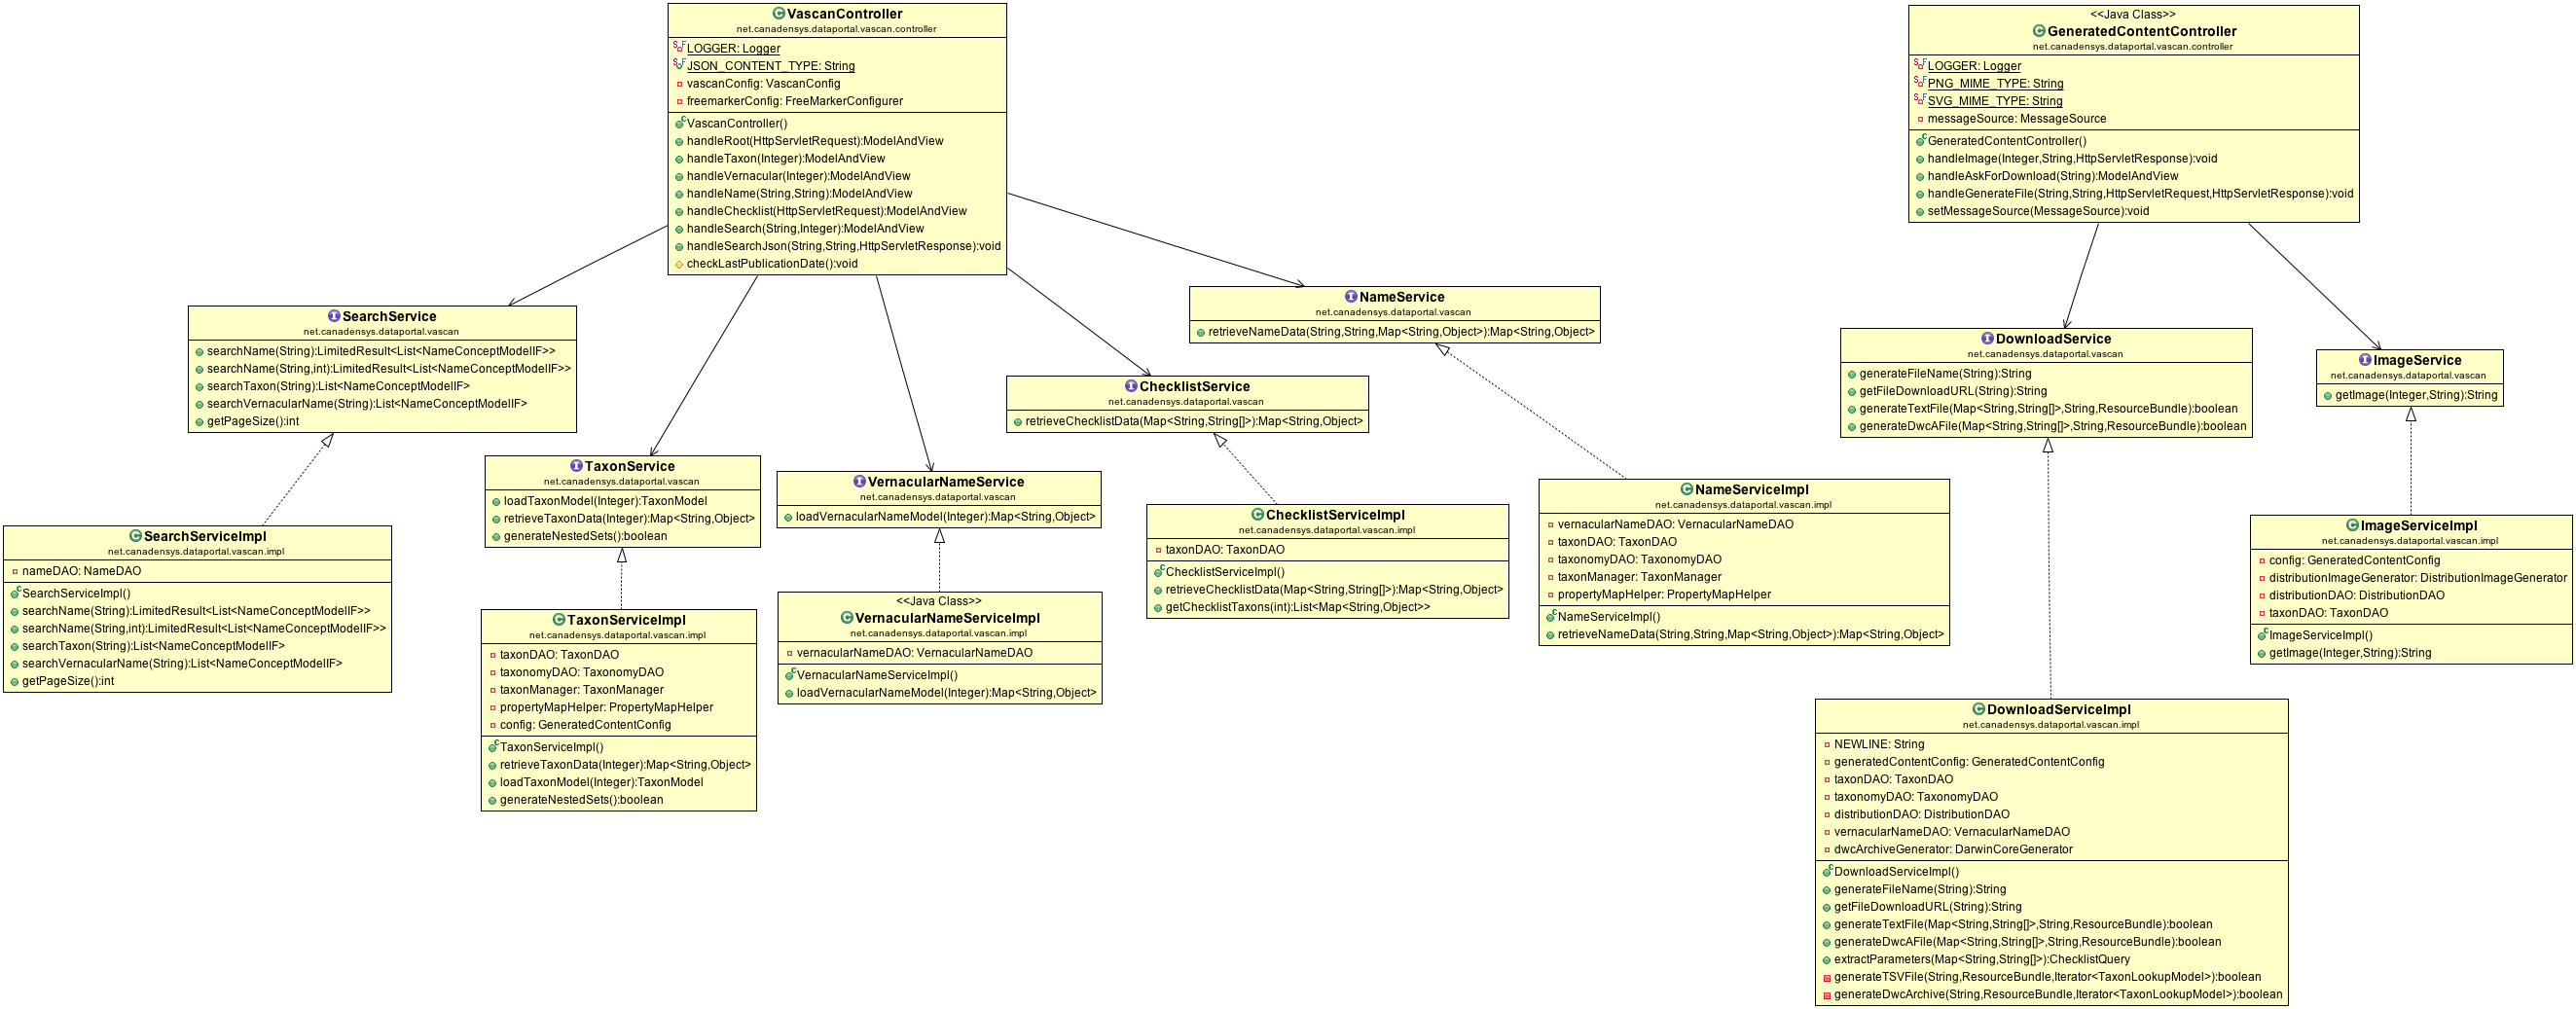 VascanController
net.canadensys.dataportal.vascan.controller
LOGGER: Logger
JSON_CONTENT_TYPE: String
vascanConfig: VascanConfig
freemarkerConfig: FreeMarkerConfigurer
VascanController()
handleRoot(HttpServletRequest):ModelAndView
handleTaxon(Integer):ModelAndView
handleVernacular(Integer):ModelAndView
handleName(String,String):ModelAndView
handleChecklist(HttpServletRequest):ModelAndView
handleSearch(String,Integer):ModelAndView
handleSearchJson(String,String,HttpServletResponse):void
checkLastPublicationDate():void
<<Java Class>>
GeneratedContentController
net.canadensys.dataportal.vascan.controller
LOGGER: Logger
PNG_MIME_TYPE: String
SVG_MIME_TYPE: String
messageSource: MessageSource
GeneratedContentController()
handleImage(Integer,String,HttpServletResponse):void
handleAskForDownload(String):ModelAndView
handleGenerateFile(String,String,HttpServletRequest,HttpServletResponse):void
setMessageSource(MessageSource):void
SearchService
net.canadensys.dataportal.vascan
searchName(String):LimitedResult<List<NameConceptModelIF>>
searchName(String,int):LimitedResult<List<NameConceptModelIF>>
searchTaxon(String):List<NameConceptModelIF>
searchVernacularName(String):List<NameConceptModelIF>
getPageSize():int
TaxonService
net.canadensys.dataportal.vascan
loadTaxonModel(Integer):TaxonModel
retrieveTaxonData(Integer):Map<String,Object>
generateNestedSets():boolean
VernacularNameService
net.canadensys.dataportal.vascan
loadVernacularNameModel(Integer):Map<String,Object>
ChecklistService
net.canadensys.dataportal.vascan
retrieveChecklistData(Map<String,String[]>):Map<String,Object>
NameService
net.canadensys.dataportal.vascan
retrieveNameData(String,String,Map<String,Object>):Map<String,Object>
DownloadService
net.canadensys.dataportal.vascan
generateFileName(String):String
getFileDownloadURL(String):String
generateTextFile(Map<String,String[]>,String,ResourceBundle):boolean
generateDwcAFile(Map<String,String[]>,String,ResourceBundle):boolean
ImageService
net.canadensys.dataportal.vascan
getImage(Integer,String):String
SearchServiceImpl
net.canadensys.dataportal.vascan.impl
nameDAO: NameDAO
SearchServiceImpl()
searchName(String):LimitedResult<List<NameConceptModelIF>>
searchName(String,int):LimitedResult<List<NameConceptModelIF>>
searchTaxon(String):List<NameConceptModelIF>
searchVernacularName(String):List<NameConceptModelIF>
getPageSize():int
TaxonServiceImpl
net.canadensys.dataportal.vascan.impl
taxonDAO: TaxonDAO
taxonomyDAO: TaxonomyDAO
taxonManager: TaxonManager
propertyMapHelper: PropertyMapHelper
config: GeneratedContentConfig
TaxonServiceImpl()
retrieveTaxonData(Integer):Map<String,Object>
loadTaxonModel(Integer):TaxonModel
generateNestedSets():boolean
<<Java Class>>
VernacularNameServiceImpl
net.canadensys.dataportal.vascan.impl
vernacularNameDAO: VernacularNameDAO
VernacularNameServiceImpl()
loadVernacularNameModel(Integer):Map<String,Object>
ChecklistServiceImpl
net.canadensys.dataportal.vascan.impl
taxonDAO: TaxonDAO
ChecklistServiceImpl()
retrieveChecklistData(Map<String,String[]>):Map<String,Object>
getChecklistTaxons(int):List<Map<String,Object>>
NameServiceImpl
net.canadensys.dataportal.vascan.impl
vernacularNameDAO: VernacularNameDAO
taxonDAO: TaxonDAO
taxonomyDAO: TaxonomyDAO
taxonManager: TaxonManager
propertyMapHelper: PropertyMapHelper
NameServiceImpl()
retrieveNameData(String,String,Map<String,Object>):Map<String,Object>
ImageServiceImpl
net.canadensys.dataportal.vascan.impl
config: GeneratedContentConfig
distributionImageGenerator: DistributionImageGenerator
distributionDAO: DistributionDAO
taxonDAO: TaxonDAO
ImageServiceImpl()
getImage(Integer,String):String
DownloadServiceImpl
net.canadensys.dataportal.vascan.impl
NEWLINE: String
generatedContentConfig: GeneratedContentConfig
taxonDAO: TaxonDAO
taxonomyDAO: TaxonomyDAO
distributionDAO: DistributionDAO
vernacularNameDAO: VernacularNameDAO
dwcArchiveGenerator: DarwinCoreGenerator
DownloadServiceImpl()
generateFileName(String):String
getFileDownloadURL(String):String
generateTextFile(Map<String,String[]>,String,ResourceBundle):boolean
generateDwcAFile(Map<String,String[]>,String,ResourceBundle):boolean
extractParameters(Map<String,String[]>):ChecklistQuery
generateTSVFile(String,ResourceBundle,Iterator<TaxonLookupModel>):boolean
generateDwcArchive(String,ResourceBundle,Iterator<TaxonLookupModel>):boolean